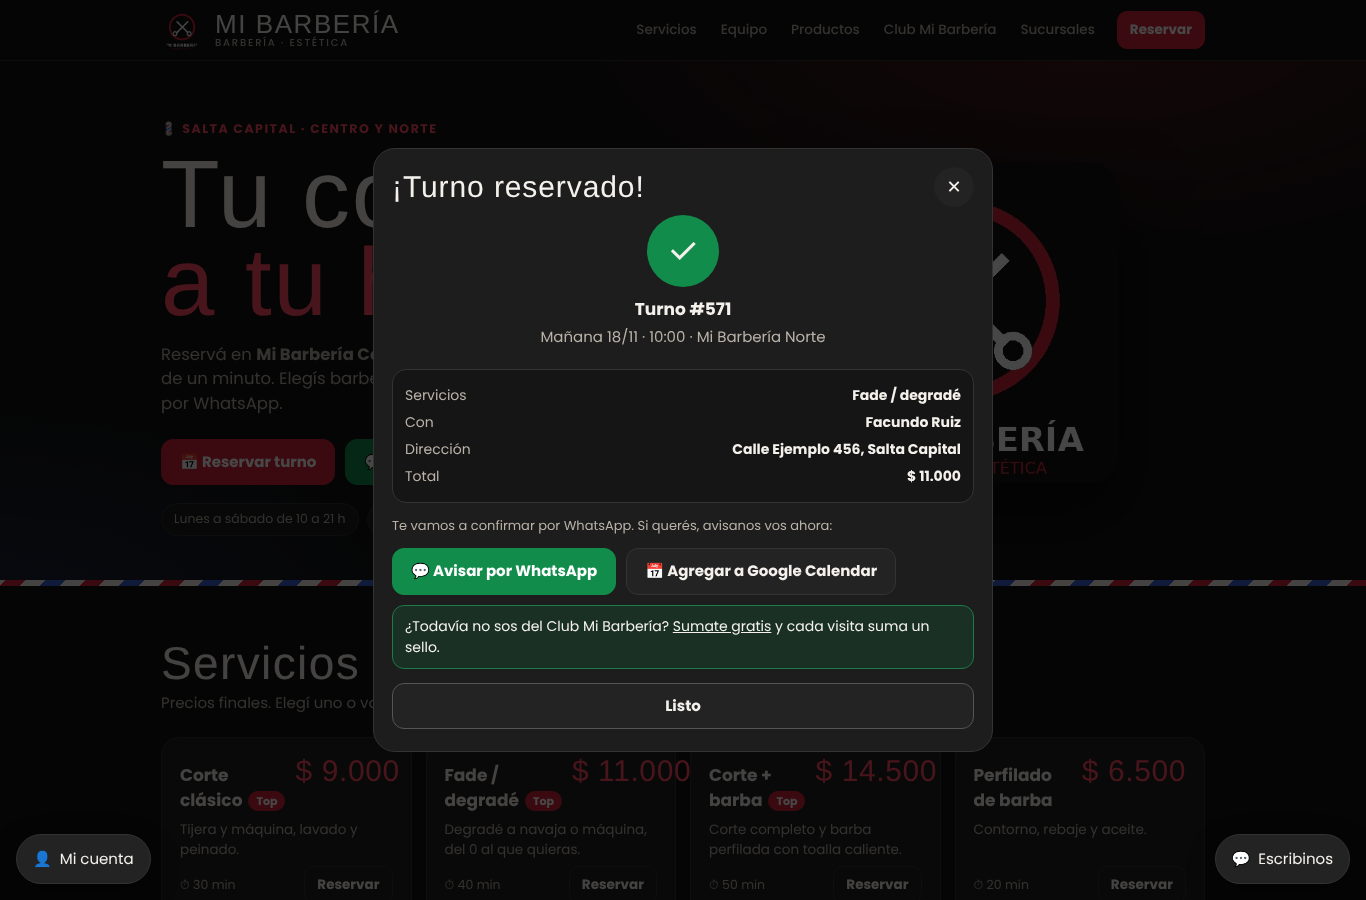 MI BARBERÍA
BARBERÍA · ESTÉTICA
Servicios
Equipo
Productos
Club Mi Barbería
Sucursales
Reservar
SALTA CAPITAL · CENTRO Y NORTE
Tu
a tu
Reservá en Mi Barbería
de un minuto. Elegís
por WhatsApp.
📅 Reservar turno
Lunes a sábado de 10 a 21 h
¡Turno reservado!
✕
Turno #571
Mañana 18/11 · 10:00 · Mi Barbería Norte
Servicios Fade / degradé
Con Facundo Ruiz
Dirección Calle Ejemplo 456, Salta Capital
Total $ 11.000
Te vamos a confirmar por WhatsApp. Si querés, avisanos vos ahora:
💬 Avisar por WhatsApp
📅 Agregar a Google Calendar
¿Todavía no sos del Club Mi Barbería? Sumate gratis y cada visita suma un
sello.
Listo
Servicios
Precios finales. Elegí uno o
Corte
clásico Top
$ 9.000
Tijera y máquina, lavado y
peinado.
⏱ 30 min
Reservar
Fade /
degradé Top
$ 11.000
Degradé a navaja o máquina,
del 0 al que quieras.
⏱ 40 min
Reservar
Corte +
barba Top
$ 14.500
Corte completo y barba
perfilada con toalla caliente.
⏱ 50 min
Reservar
Perfilado
de barba
$ 6.500
Contorno, rebaje y aceite.
⏱ 20 min
Reservar
👤 Mi cuenta
💬 Escribinos